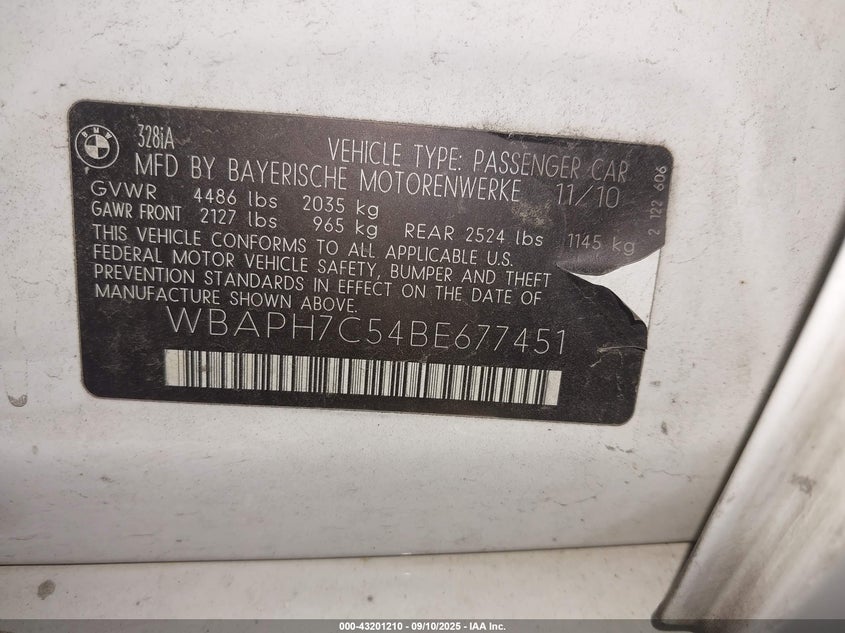 BMW
328iA
VEHICLE TYPE: PASSENGER CAR
MFD BY BAYERISCHE MOTORENWERKE 11/10
GVWR 4486 lbs 2035 kg
GAWR FRONT 2127 lbs 965 kg REAR 2524 lbs 1145 kg
THIS VEHICLE CONFORMS TO ALL APPLICABLE U.S.
FEDERAL MOTOR VEHICLE SAFETY, BUMPER AND THEFT
PREVENTION STANDARDS IN EFFECT ON THE DATE OF
MANUFACTURE SHOWN ABOVE.
WBAPH7C54BE677451
2 122 606
000-43201210 - 09/10/2025 - IAA Inc.